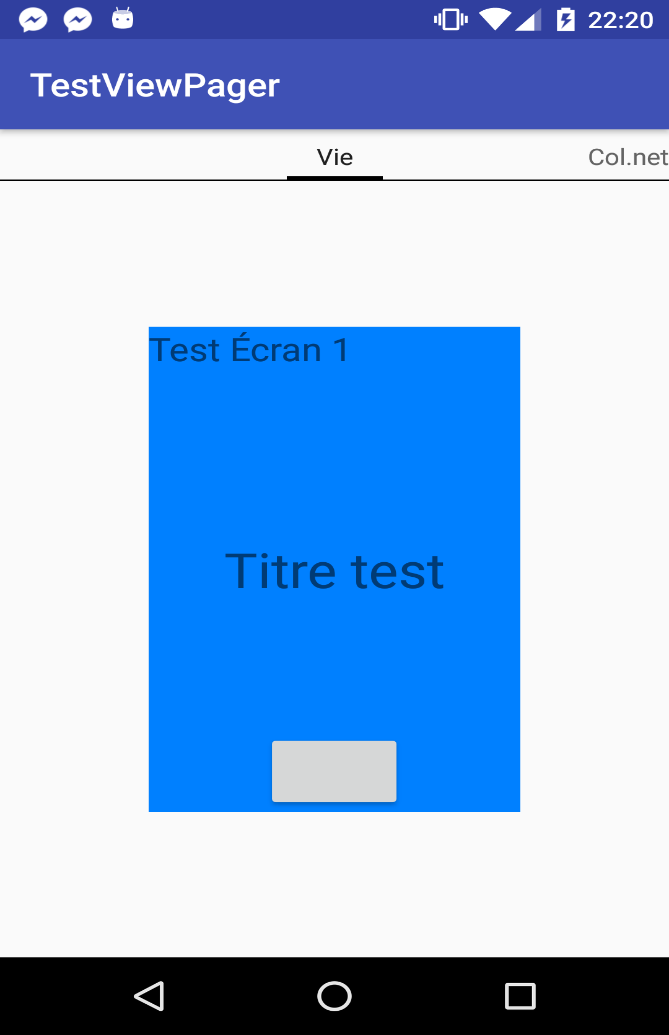 22:20
TestViewPager
Vie
Col.net
Test Écran 1
Titre test